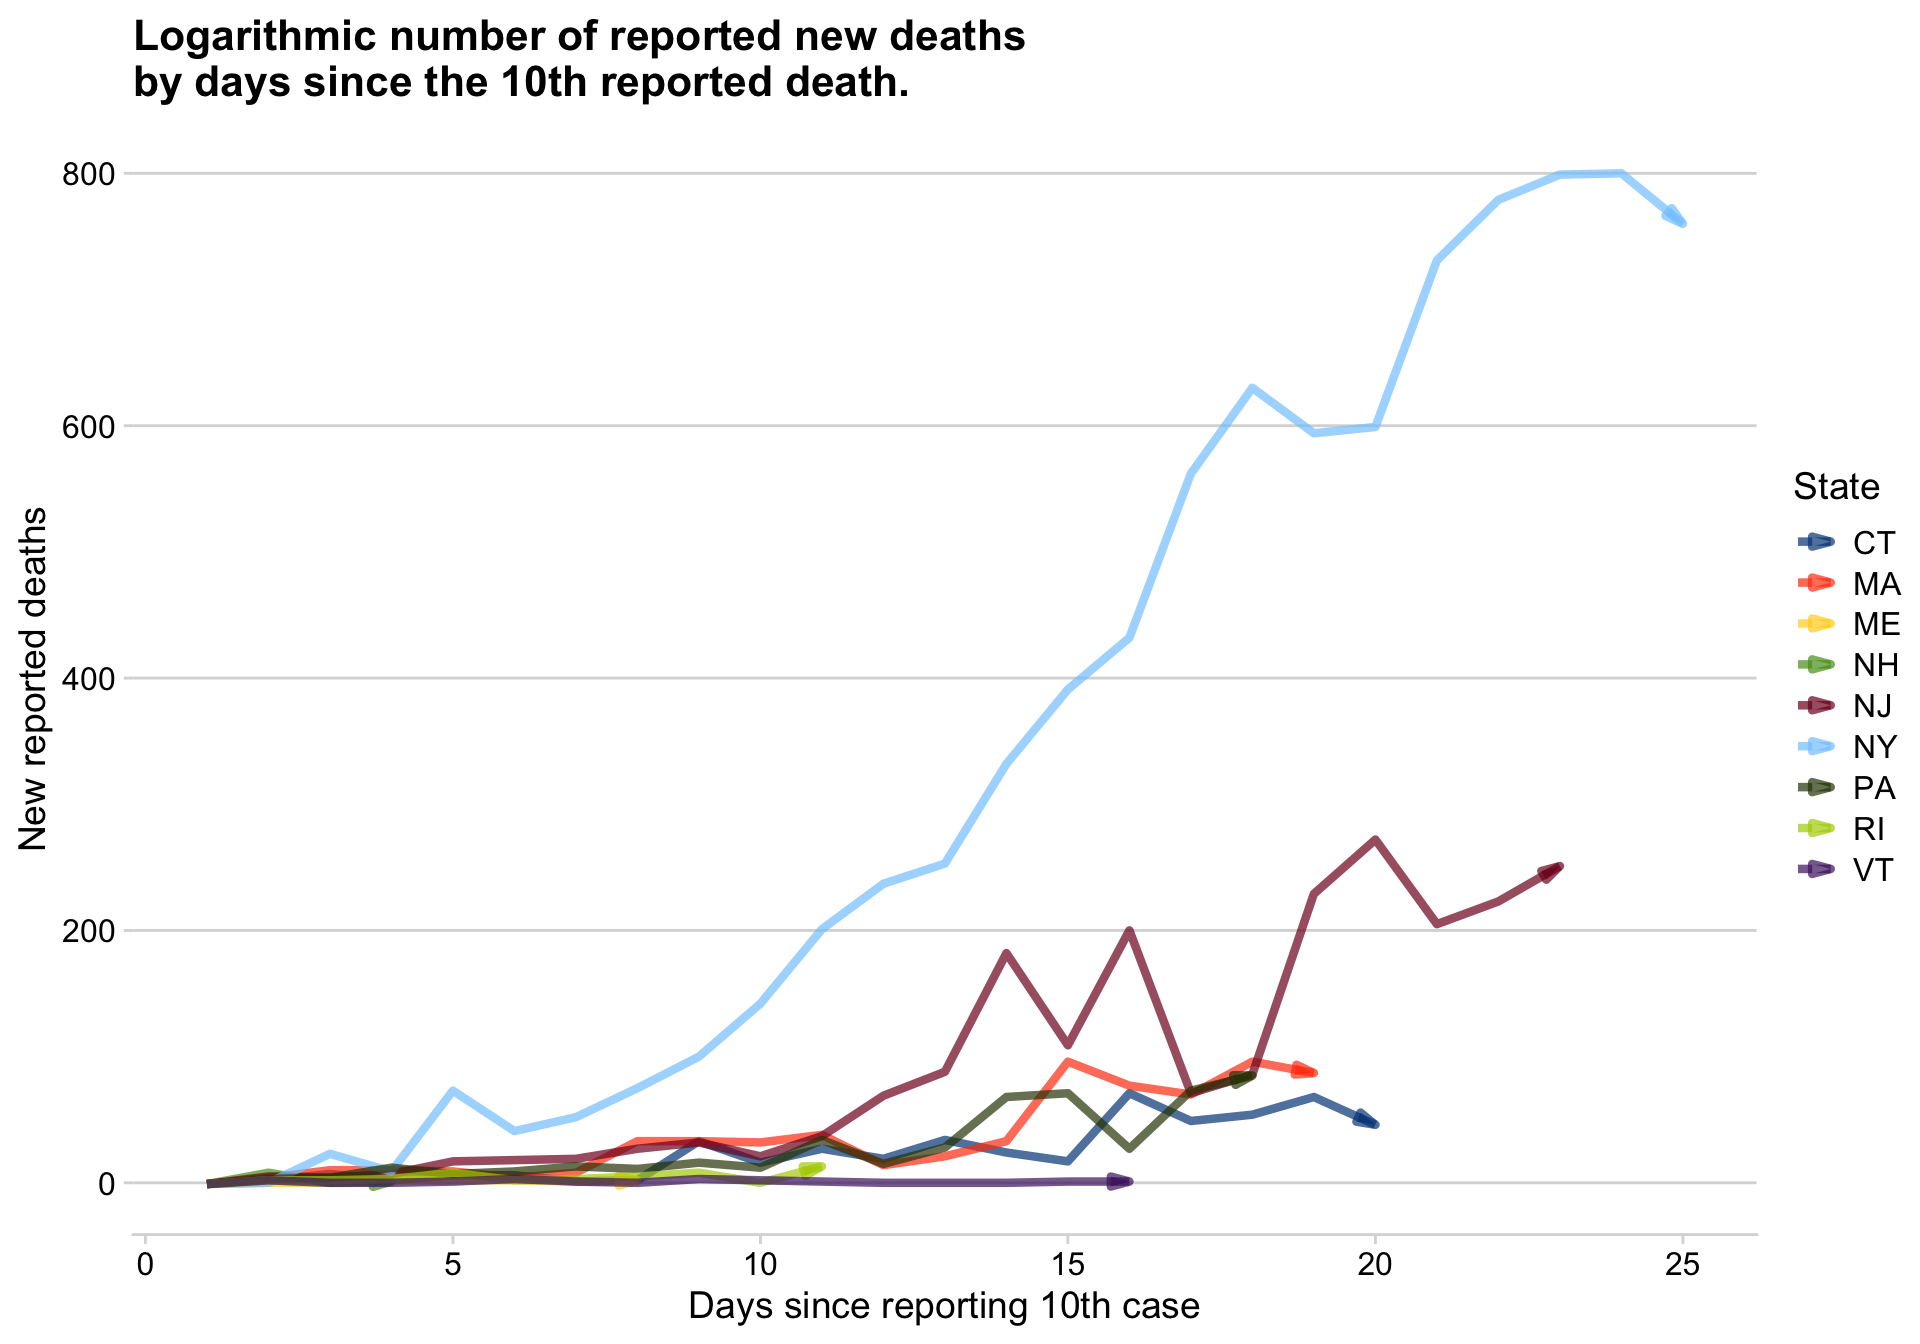 Logarithmic number of reported new deaths
by days since the 10th reported death.
800
600
400
200
0
New reported deaths
0 5 10 15 20 25
Days since reporting 10th case
State
CT
MA
ME
NH
NJ
NY
PA
RI
VT